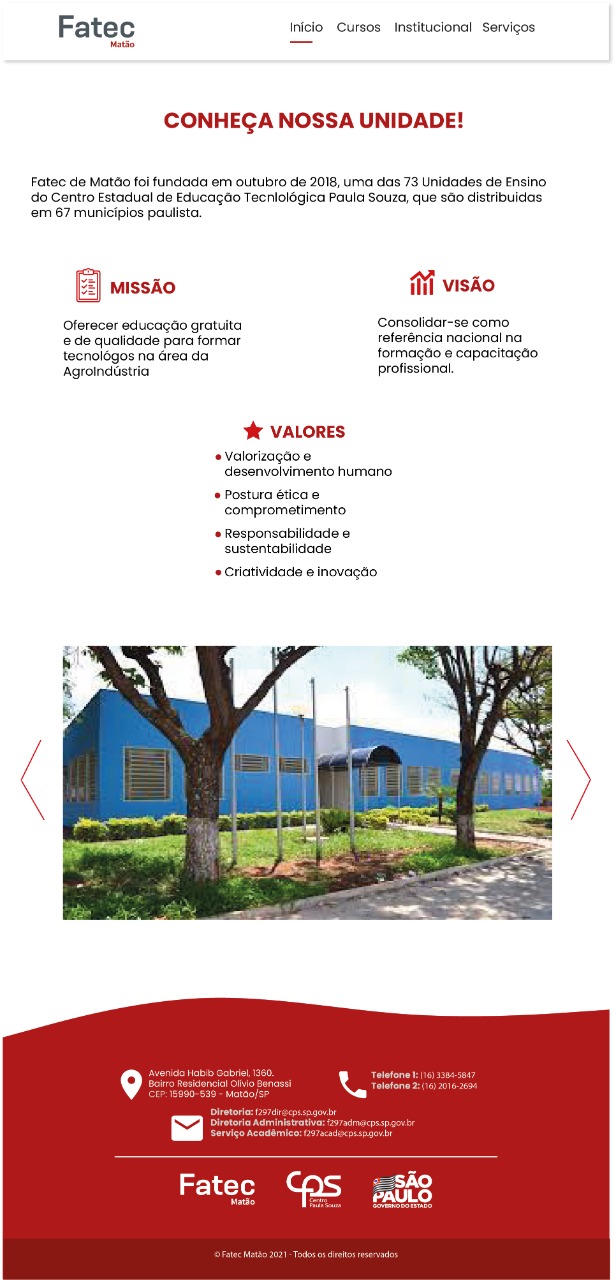 Fatec
Matão
Início Cursos Institucional Serviços
CONHEÇA NOSSA UNIDADE!
Fatec de Matão foi fundada em outubro de 2018, uma das 73 Unidades de Ensino
do Centro Estadual de Educação Tecnlológica Paula Souza, que são distribuidas
em 67 municípios paulista.
MISSÃO
Oferecer educação gratuita
e de qualidade para formar
tecnológos na área da
AgroIndústria
VISÃO
Consolidar-se como
referência nacional na
formação e capacitação
profissional.
VALORES
Valorização e
desenvolvimento humano
Postura ética e
comprometimento
Responsabilidade e
sustentabilidade
Criatividade e inovação
Avenida Habib Gabriel, 1360.
Bairro Residencial Olívio Benassi
CEP: 15990-539 - Matão/SP
Telefone 1: (16) 3384-5847
Telefone 2: (16) 2016-2694
Diretoria: f297dir@cps.sp.gov.br
Diretoria Administrativa: f297adm@cps.sp.gov.br
Serviço Acadêmico: f297acad@cps.sp.gov.br
Fatec
Matão
CPS
Centro
Paula Souza
SÃO
PAULO
GOVERNO DO ESTADO
© Fatec Matão 2021 - Todos os direitos reservados